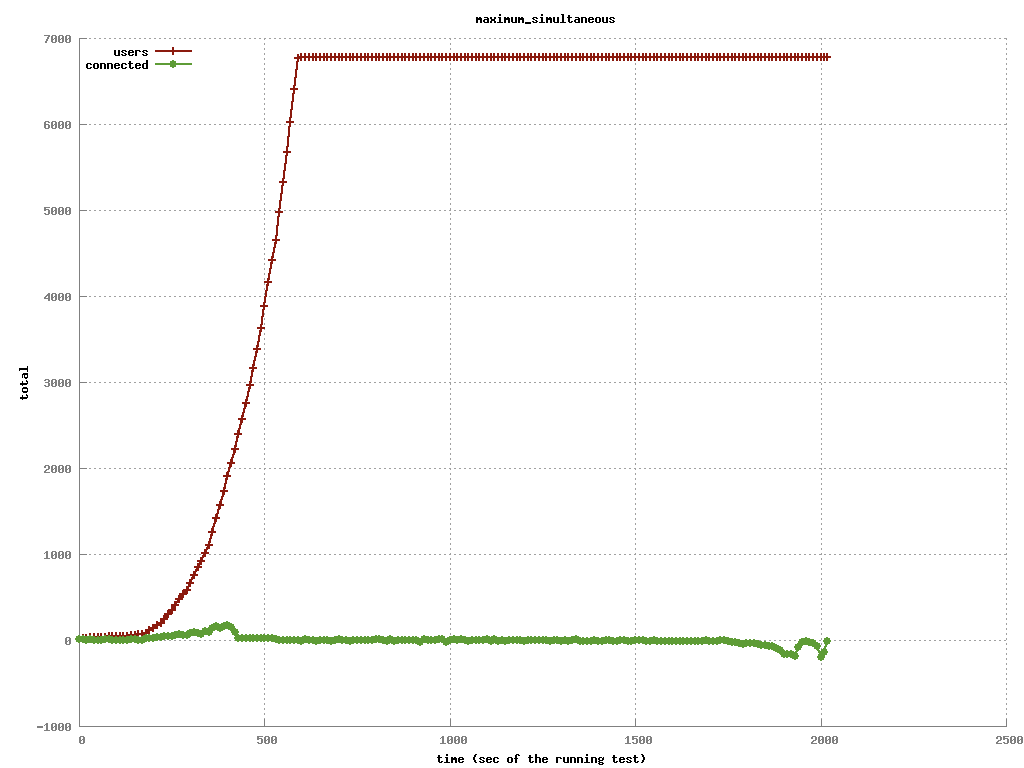 maximum_simultaneous
users
connected
7000
6000
5000
4000
3000
2000
1000
0
-1000
total
0 500 1000 1500 2000 2500
time (sec of the running test)